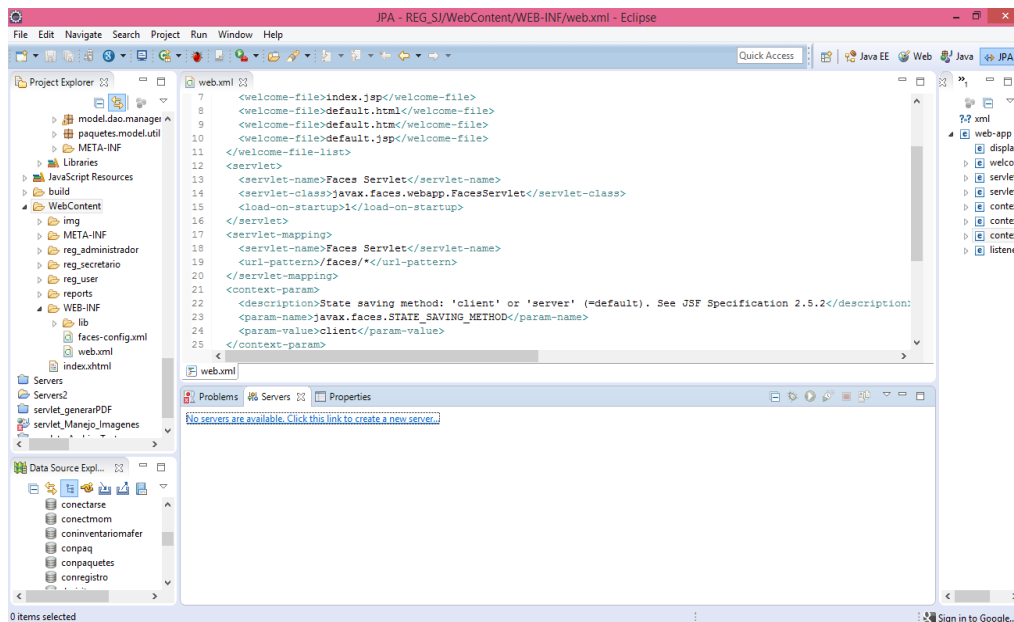 JPA - REG_SJ/WebContent/WEB-INF/web.xml - Eclipse
File Edit Navigate Search Project Run Window Help
Quick Access
Java EE Web Java JPA
Project Explorer
model.dao.manager
paquetes.model.util
META-INF
Libraries
JavaScript Resources
build
WebContent
img
META-INF
reg_administrador
reg_secretario
reg_user
reports
WEB-INF
lib
faces-config.xml
web.xml
index.xhtml
Servers
Servers2
servlet_generarPDF
servlet_Manejo_Imagenes
Data Source Expl...
conectarse
conectmom
coninventariomafer
conpaq
conpaquetes
conregistro
web.xml
7 <welcome-file>index.jsp</welcome-file>
8 <welcome-file>default.html</welcome-file>
9 <welcome-file>default.htm</welcome-file>
10 <welcome-file>default.jsp</welcome-file>
11 </welcome-file-list>
12 <servlet>
13 <servlet-name>Faces Servlet</servlet-name>
14 <servlet-class>javax.faces.webapp.FacesServlet</servlet-class>
15 <load-on-startup>1</load-on-startup>
16 </servlet>
17 <servlet-mapping>
18 <servlet-name>Faces Servlet</servlet-name>
19 <url-pattern>/faces/*</url-pattern>
20 </servlet-mapping>
21 <context-param>
22 <description>State saving method: 'client' or 'server' (=default). See JSF Specification 2.5.2</description>
23 <param-name>javax.faces.STATE_SAVING_METHOD</param-name>
24 <param-value>client</param-value>
25 </context-param>
web.xml
Problems Servers Properties
No servers are available. Click this link to create a new server...
?-? xml
web-app
displa
welco
servle
servle
conte
conte
conte
listene
0 items selected
Sign in to Google...